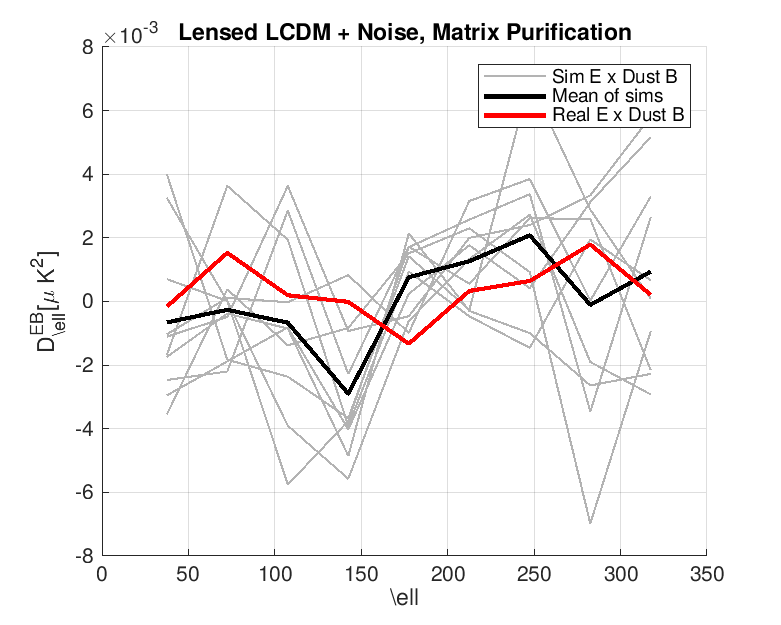 ×10^-3
Lensed LCDM + Noise, Matrix Purification
8
6
4
2
0
-2
-4
-6
-8
D^EB_\ell[μ K^2]
Sim E x Dust B
Mean of sims
Real E x Dust B
0 50 100 150 200 250 300 350
\ell